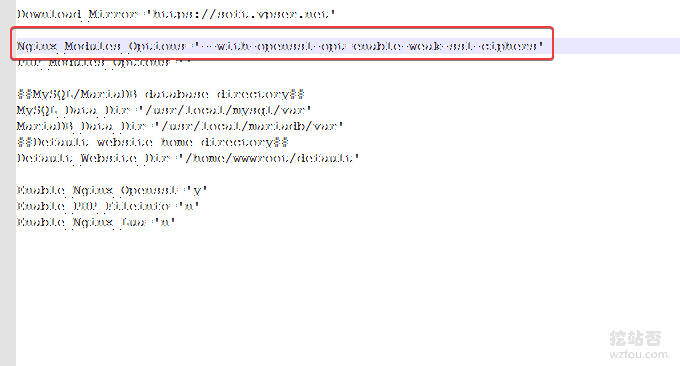 Download_Mirror='https://soft.vpser.net'
Nginx_Modules_Options='--with-openssl-opt=enable-weak-ssl-ciphers'
PHP_Modules_Options=''
##MySQL/MariaDB database directory##
MySQL_Data_Dir='/usr/local/mysql/var'
MariaDB_Data_Dir='/usr/local/mariadb/var'
##Default website home directory##
Default_Website_Dir='/home/wwwroot/default'
Enable_Nginx_Openssl='y'
Enable_PHP_Fileinfo='n'
Enable_Nginx_Lua='n'
挖站否
wzfou.com